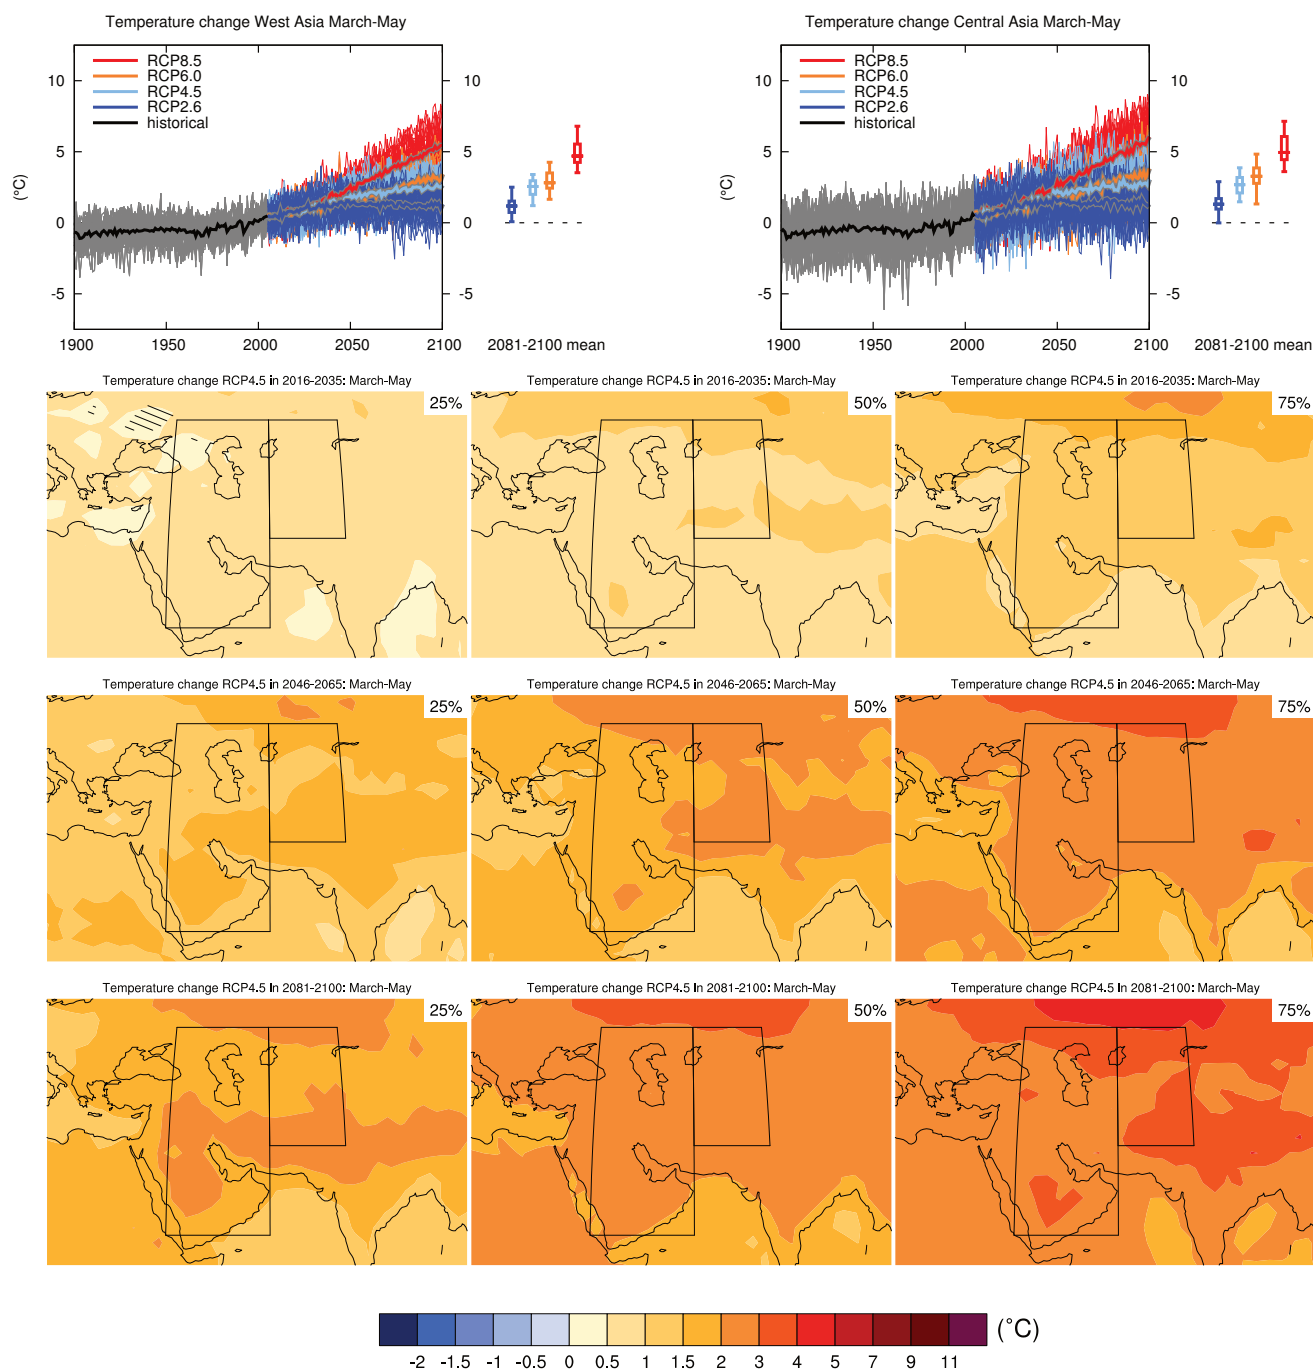 Temperature change West Asia March-May
Temperature change Central Asia March-May
10
5
0
-5
(°C)
RCP8.5
RCP6.0
RCP4.5
RCP2.6
historical
10
5
0
-5
1900 1950 2000 2050 2100 2081-2100 mean
10
5
0
-5
(°C)
RCP8.5
RCP6.0
RCP4.5
RCP2.6
historical
10
5
0
-5
1900 1950 2000 2050 2100 2081-2100 mean
Temperature change RCP4.5 in 2016-2035: March-May
25%
Temperature change RCP4.5 in 2016-2035: March-May
50%
Temperature change RCP4.5 in 2016-2035: March-May
75%
Temperature change RCP4.5 in 2046-2065: March-May
25%
Temperature change RCP4.5 in 2046-2065: March-May
50%
Temperature change RCP4.5 in 2046-2065: March-May
75%
Temperature change RCP4.5 in 2081-2100: March-May
25%
Temperature change RCP4.5 in 2081-2100: March-May
50%
Temperature change RCP4.5 in 2081-2100: March-May
75%
(°C)
-2 -1.5 -1 -0.5 0 0.5 1 1.5 2 3 4 5 7 9 11